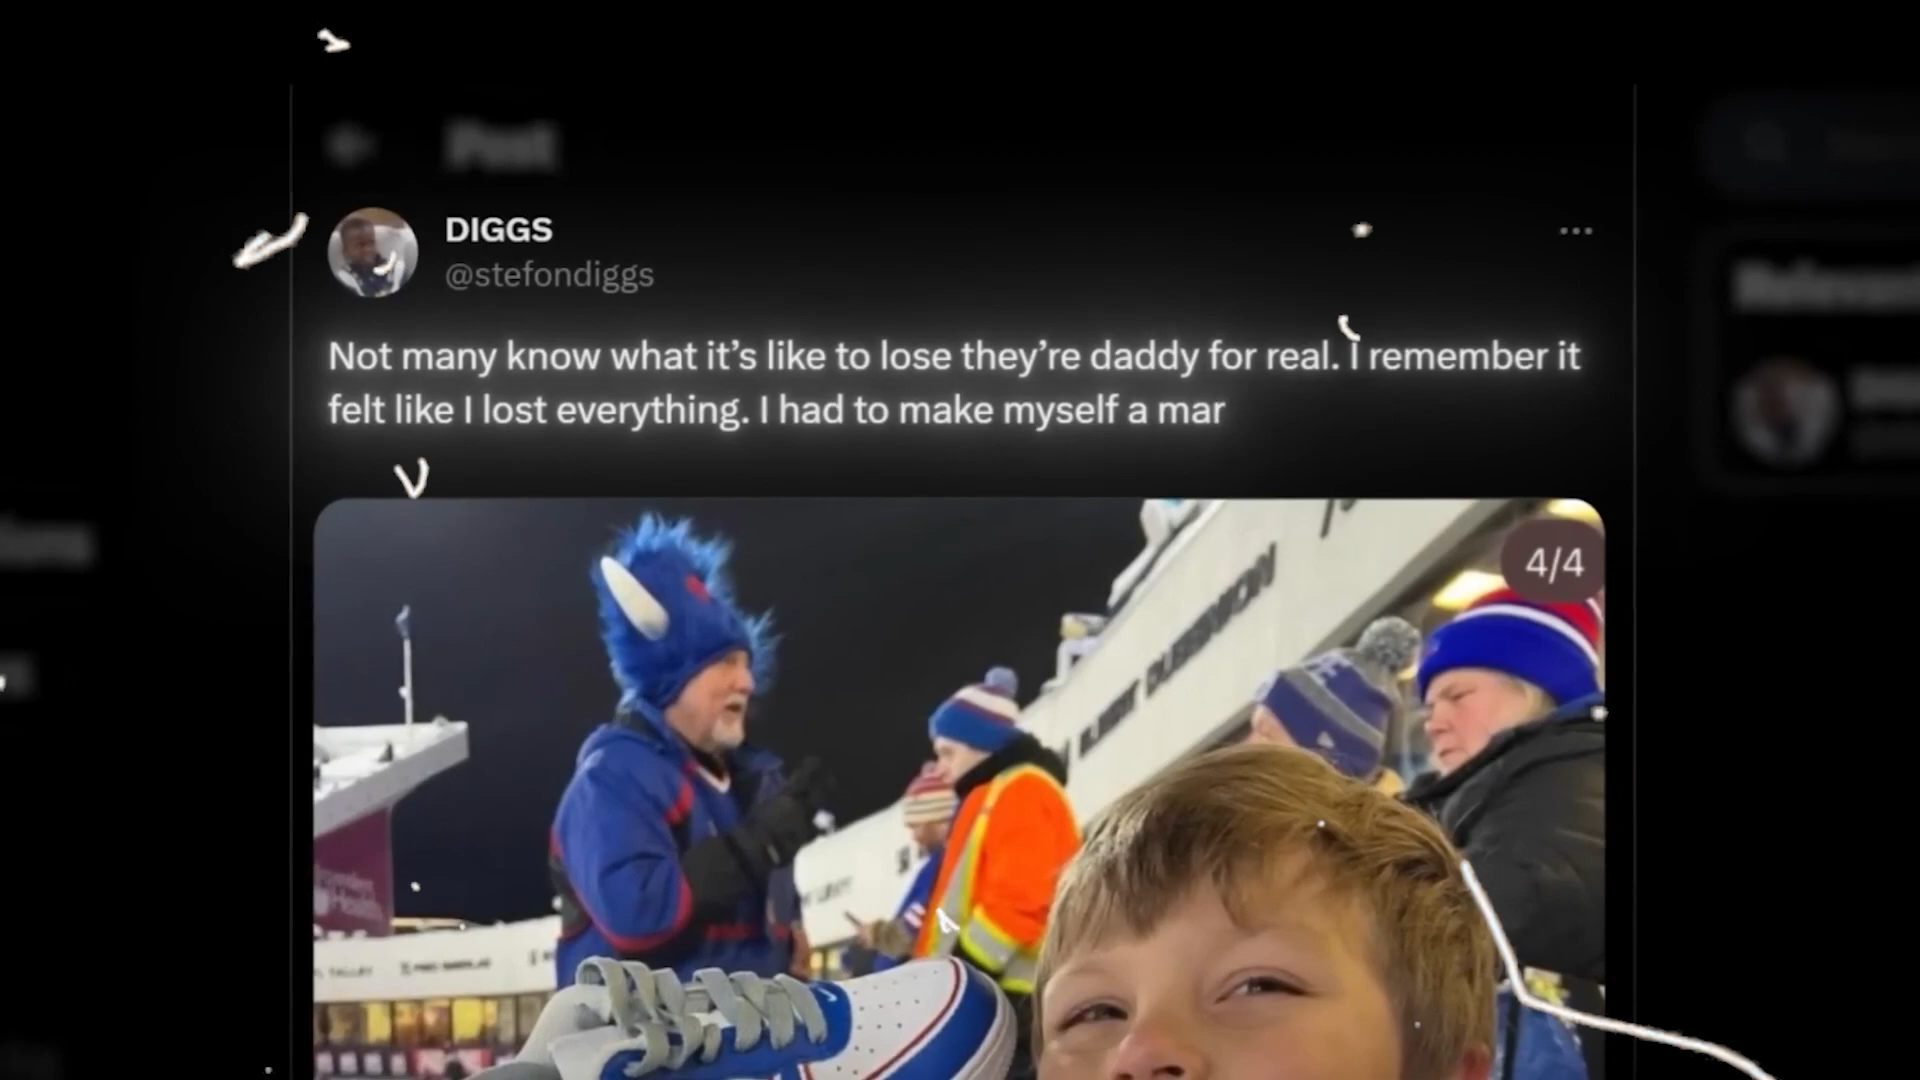 Post
DIGGS
@stefondiggs
Not many know what it’s like to lose they’re daddy for real. I remember it
felt like I lost everything. I had to make myself a mar
4/4